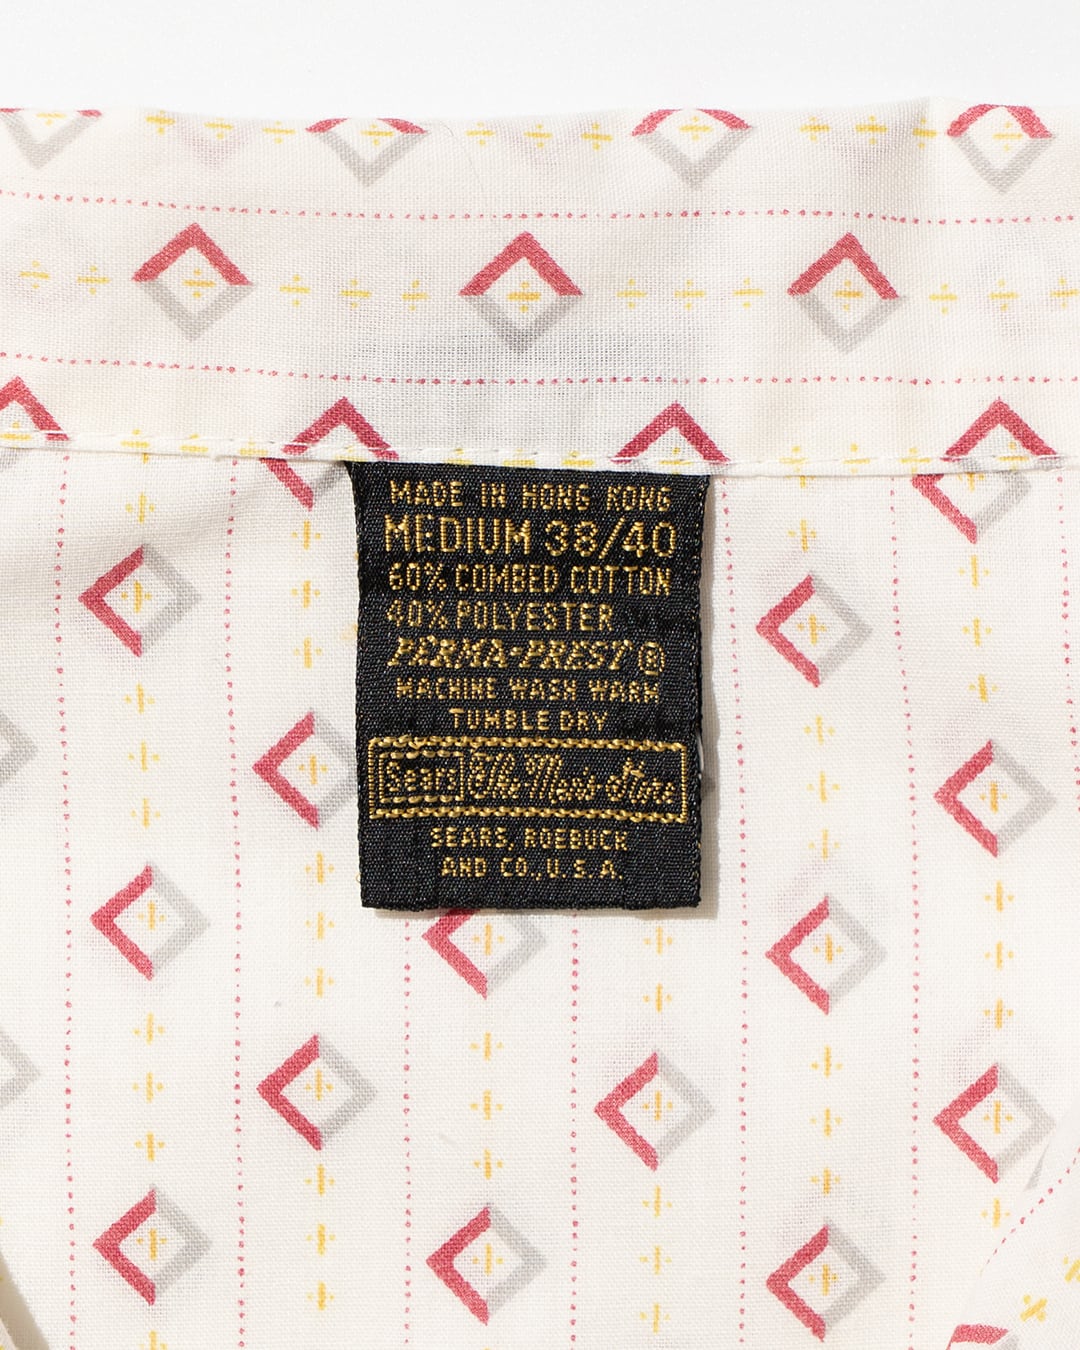 MADE IN HONG KONG
MEDIUM 38/40
60% COMBED COTTON
40% POLYESTER
PERMA-PREST ®
MACHINE WASH WARM
TUMBLE DRY
Sears The Men's Store
SEARS, ROEBUCK
AND CO., U.S.A.